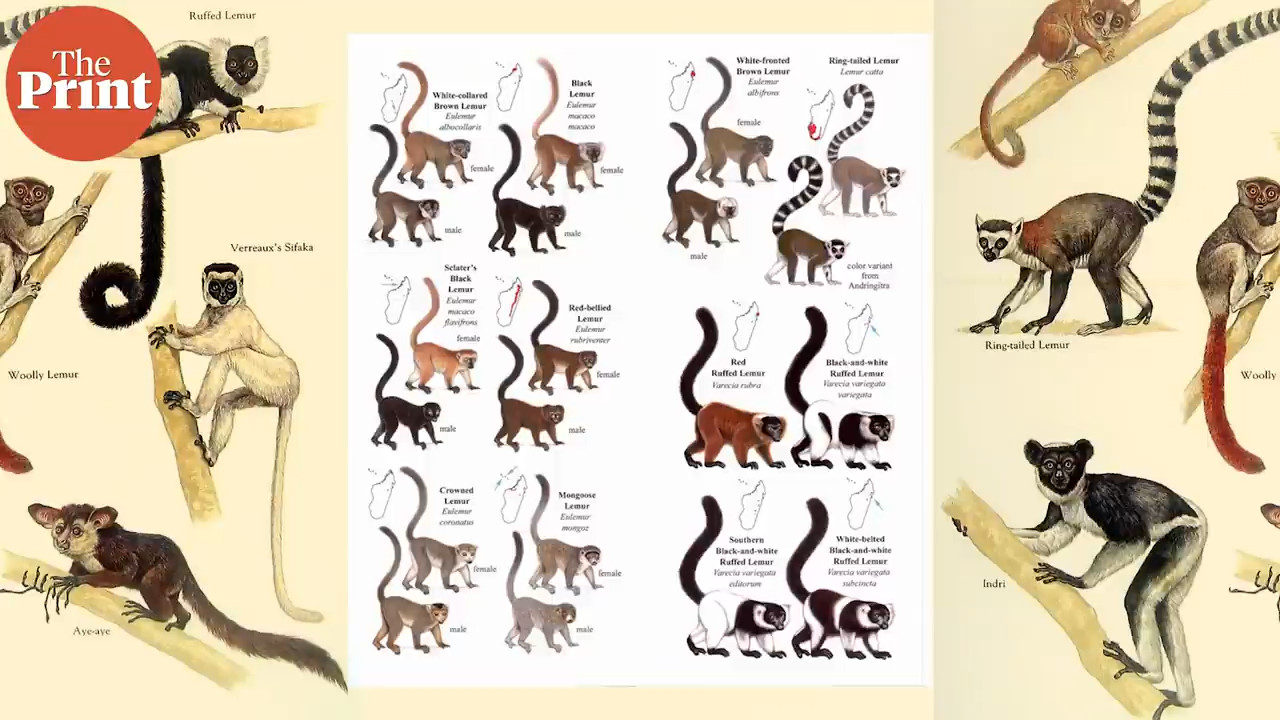 The
Print
Ruffed Lemur
Verreaux's Sifaka
Woolly Lemur
Aye-aye
White-collared
Brown Lemur
Eulemur
albocollaris
female
male
Black
Lemur
Eulemur
macaco
macaco
female
male
Sclater's
Black
Lemur
Eulemur
macaco
flavifrons
female
male
Red-bellied
Lemur
Eulemur
rubriventer
female
male
Crowned
Lemur
Eulemur
coronatus
female
male
Mongoose
Lemur
Eulemur
mongoz
female
male
White-fronted
Brown Lemur
Eulemur
albifrons
female
male
Ring-tailed Lemur
Lemur catta
color variant
from
Andringitra
Red
Ruffed Lemur
Varecia rubra
Black-and-white
Ruffed Lemur
Varecia variegata
variegata
Southern
Black-and-white
Ruffed Lemur
Varecia variegata
editorum
White-belted
Black-and-white
Ruffed Lemur
Varecia variegata
subcincta
Ring-tailed Lemur
Woolly
Indri